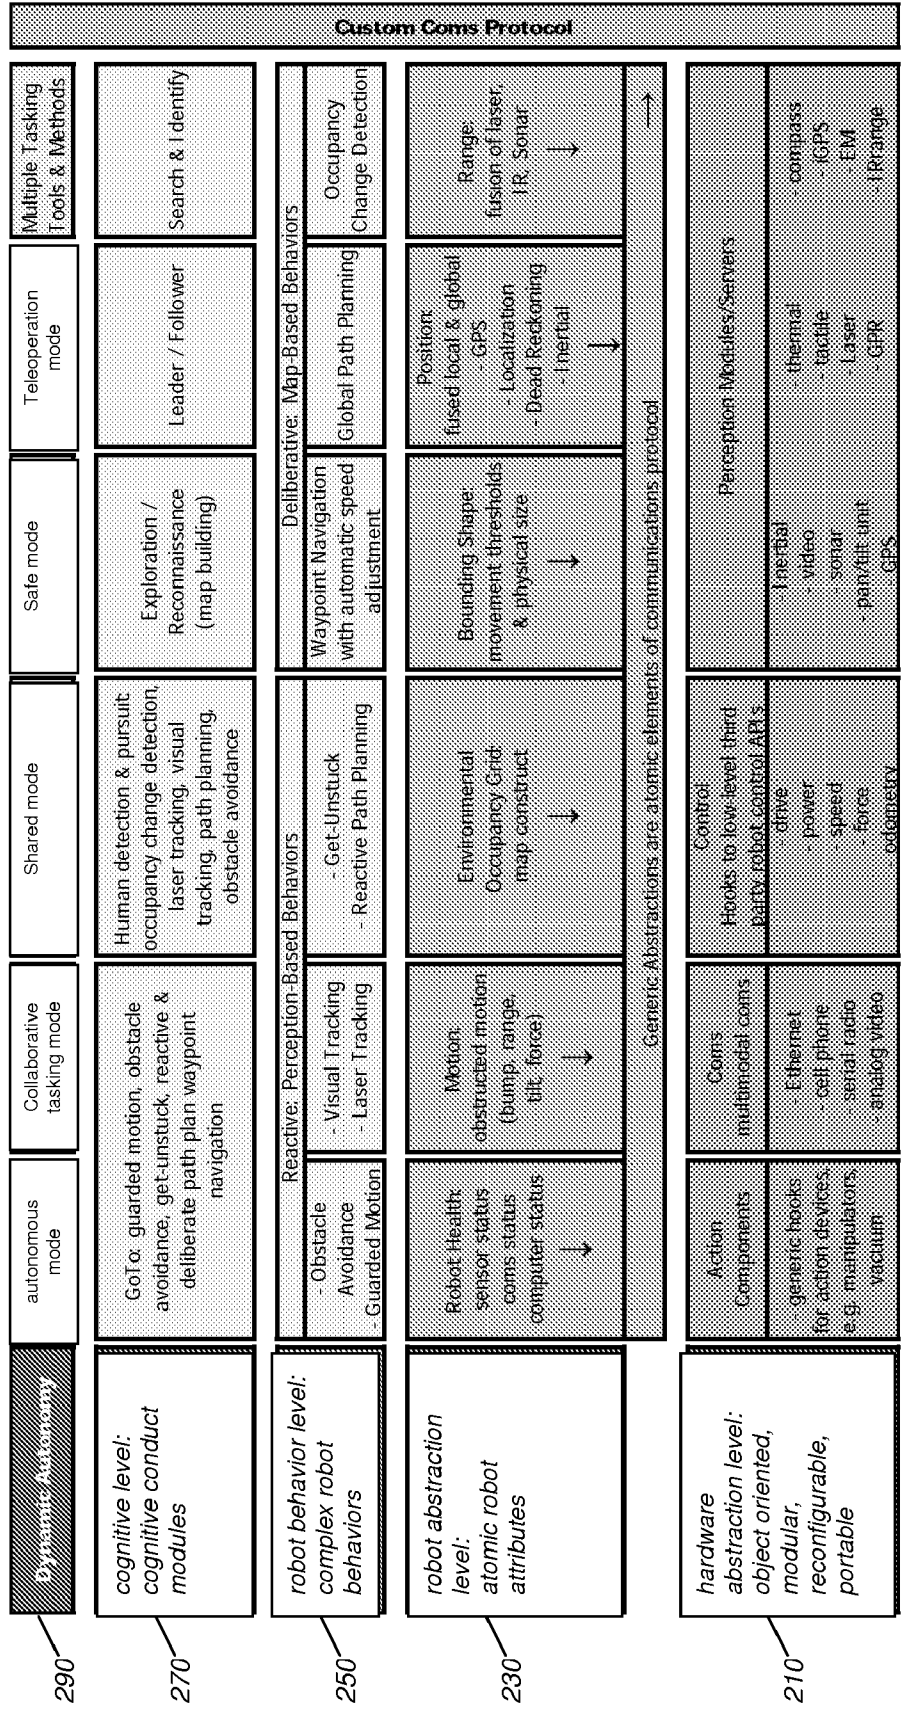 290
Dynamic Autonomy
autonomous
mode
Collaborative
tasking mode
Shared mode
Safe mode
Teleoperation
mode
Multiple Tasking
Tools & Methods
270
cognitive level:
cognitive conduct
modules
GoTo: guarded motion, obstacle
avoidance, get-unstuck, reactive &
deliberate path plan waypoint
navigation
Human detection & pursuit:
occupancy change detection,
laser tracking, visual
tracking, path planning,
obstacle avoidance
Exploration /
Reconnaissance
(map building)
Leader / Follower
Search & Identify
250
robot behavior level:
complex robot
behaviors
Reactive: Perception-Based Behaviors
- Obstacle
Avoidance
- Guarded Motion
- Visual Tracking
- Laser Tracking
- Get-Unstuck
- Reactive Path Planning
Deliberative: Map-Based Behaviors
Waypoint Navigation
with automatic speed
adjustment
Global Path Planning
Occupancy
Change Detection
230
robot abstraction
level:
atomic robot
attributes
Robot Health:
sensor status
coms status
computer status
Motion:
obstructed motion
(bump, range,
tilt, force)
Environmental
Occupancy Grid:
map construct
Bounding Shape:
movement thresholds
& physical size
Position:
fused local & global
- GPS
- Localization
- Dead Reckoning
- Inertial
Range:
fusion of laser,
IR, Sonar
Generic Abstractions are atomic elements of communications protocol
210
hardware
abstraction level:
object oriented,
modular,
reconfigurable,
portable
Action
Components
generic hooks
for action devices,
e.g. manipulators,
vacuum
Coms
multimodal coms
- Ethernet
- cell phone
- serial radio
- analog video
Control
Hooks to low-level third
party robot control APIs
- drive
- power
- speed
- force
- odometry
Perception Modules/Servers
- Inertial
- video
- sonar
- pan/tilt unit
- GPS
- thermal
- tactile
- Laser
- GPR
- compass
- iGPS
- EM
- IRrange
Custom Coms Protocol